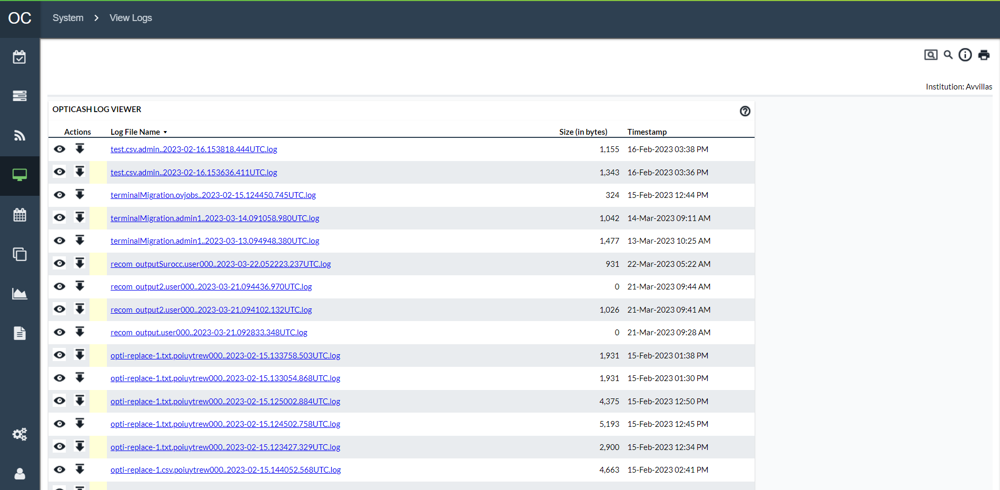 OC System View Logs
Institution: Avvillas
OPTICASH LOG VIEWER
Actions Log File Name Size (in bytes) Timestamp
test.csv.admin..2023-02-16.153818.444UTC.log 1,155 16-Feb-2023 03:38 PM
test.csv.admin..2023-02-16.153636.411UTC.log 1,343 16-Feb-2023 03:36 PM
terminalMigration.ovjobs..2023-02-15.124450.745UTC.log 324 15-Feb-2023 12:44 PM
terminalMigration.admin1..2023-03-14.091058.980UTC.log 1,042 14-Mar-2023 09:11 AM
terminalMigration.admin1..2023-03-13.094948.380UTC.log 1,477 13-Mar-2023 10:25 AM
recom_outputSurocc.user000..2023-03-22.052223.237UTC.log 931 22-Mar-2023 05:22 AM
recom_output2.user000..2023-03-21.094436.970UTC.log 0 21-Mar-2023 09:44 AM
recom_output2.user000..2023-03-21.094102.132UTC.log 1,026 21-Mar-2023 09:41 AM
recom_output.user000..2023-03-21.092833.348UTC.log 0 21-Mar-2023 09:28 AM
opti-replace-1.txt.poiuytrew000..2023-02-15.133758.503UTC.log 1,931 15-Feb-2023 01:38 PM
opti-replace-1.txt.poiuytrew000..2023-02-15.133054.868UTC.log 1,931 15-Feb-2023 01:30 PM
opti-replace-1.txt.poiuytrew000..2023-02-15.125002.884UTC.log 4,375 15-Feb-2023 12:50 PM
opti-replace-1.txt.poiuytrew000..2023-02-15.124502.758UTC.log 5,193 15-Feb-2023 12:45 PM
opti-replace-1.txt.poiuytrew000..2023-02-15.123427.329UTC.log 2,900 15-Feb-2023 12:34 PM
opti-replace-1.csv.poiuytrew000..2023-02-15.144052.568UTC.log 4,663 15-Feb-2023 02:41 PM